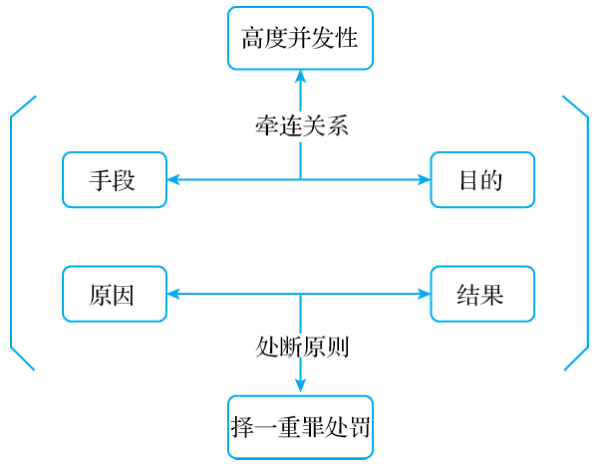 高度并发性
牵连关系
手段
目的
原因
结果
处断原则
择一重罪处罚